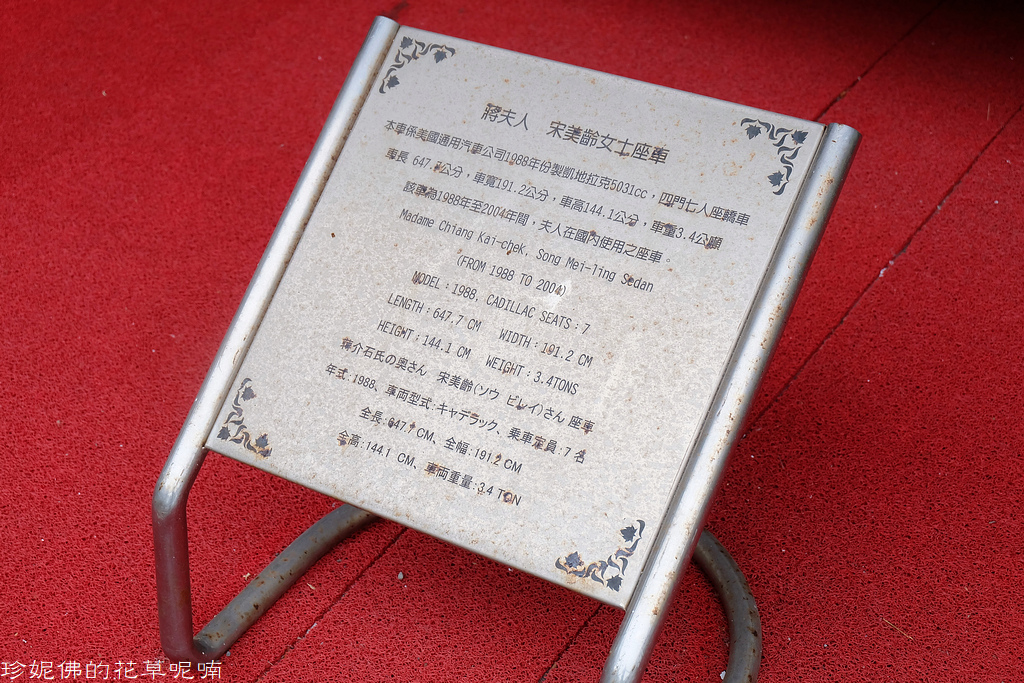 蔣夫人 宋美齡女士座車
本車係美國通用汽車公司1988年份製凱地拉克5031cc，四門七人座轎車
車長 647.7公分，車寬191.2公分，車高144.1公分，車重3.4公噸
該車為1988年至2004年間，夫人在國內使用之座車。
Madame Chiang Kai-chek, Song Mei-ling Sedan
(FROM 1988 TO 2004)
MODEL：1988, CADILLAC SEATS：7
LENGTH：647.7 CM WIDTH：191.2 CM
HEIGHT：144.1 CM WEIGHT：3.4TONS
蔣介石氏の奥さん 宋美齡(ソウ ビレイ)さん 座車
年式:1988、車両型式:キャデラック、乗車定員:7 名
全長:647.7 CM、全幅:191.2 CM
全高:144.1 CM、車両重量:3.4 TON
珍妮佛的花草呢喃